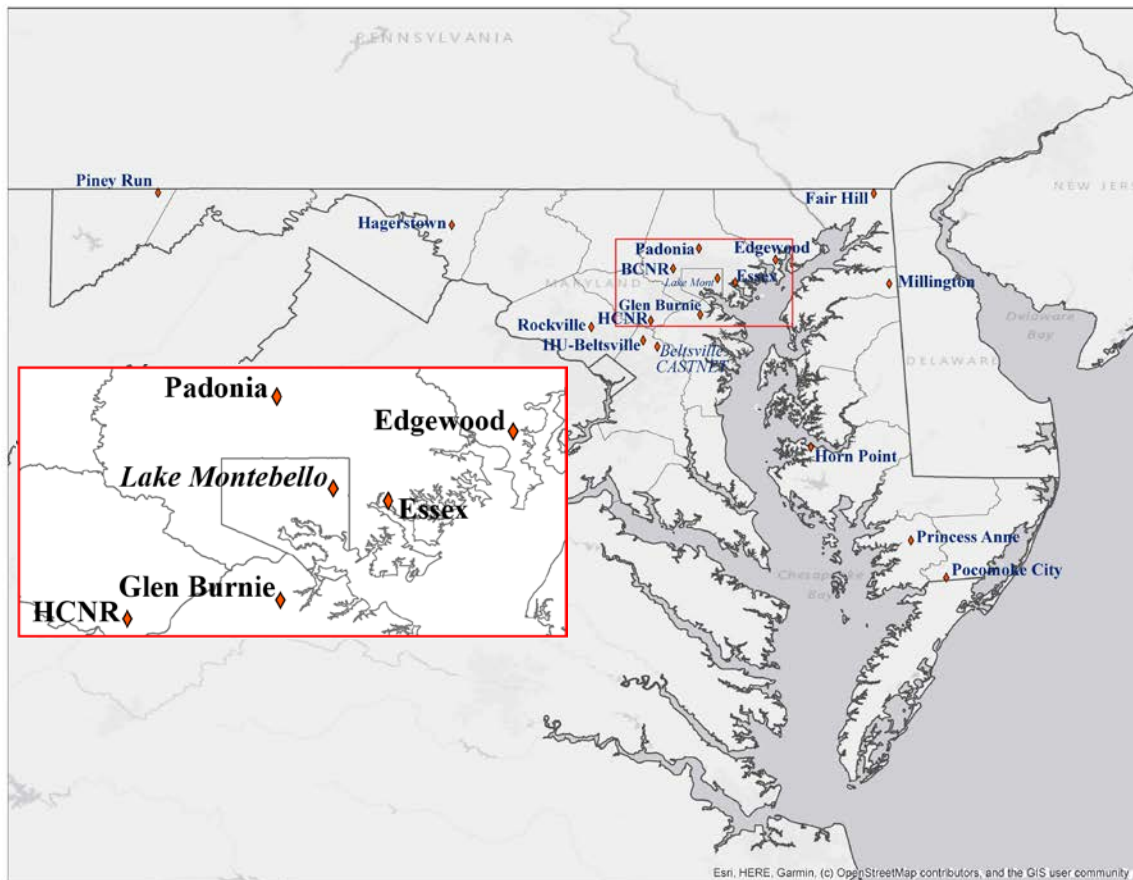 PENNSYLVANIA
Piney Run
Hagerstown
Fair Hill
NEW JERS
Padonia
Edgewood
BCNR
Lake Mont
Essex
MARYLAND
Millington
Glen Burnie
HCNR
Rockville
HU-Beltsville
Beltsville
CASTNET
Delaware
Bay
DELAWARE
Padonia
Edgewood
Lake Montebello
Essex
Glen Burnie
HCNR
Horn Point
Princess Anne
Chesapeake
Bay
Pocomoke City
Esri, HERE, Garmin, (c) OpenStreetMap contributors, and the GIS user community